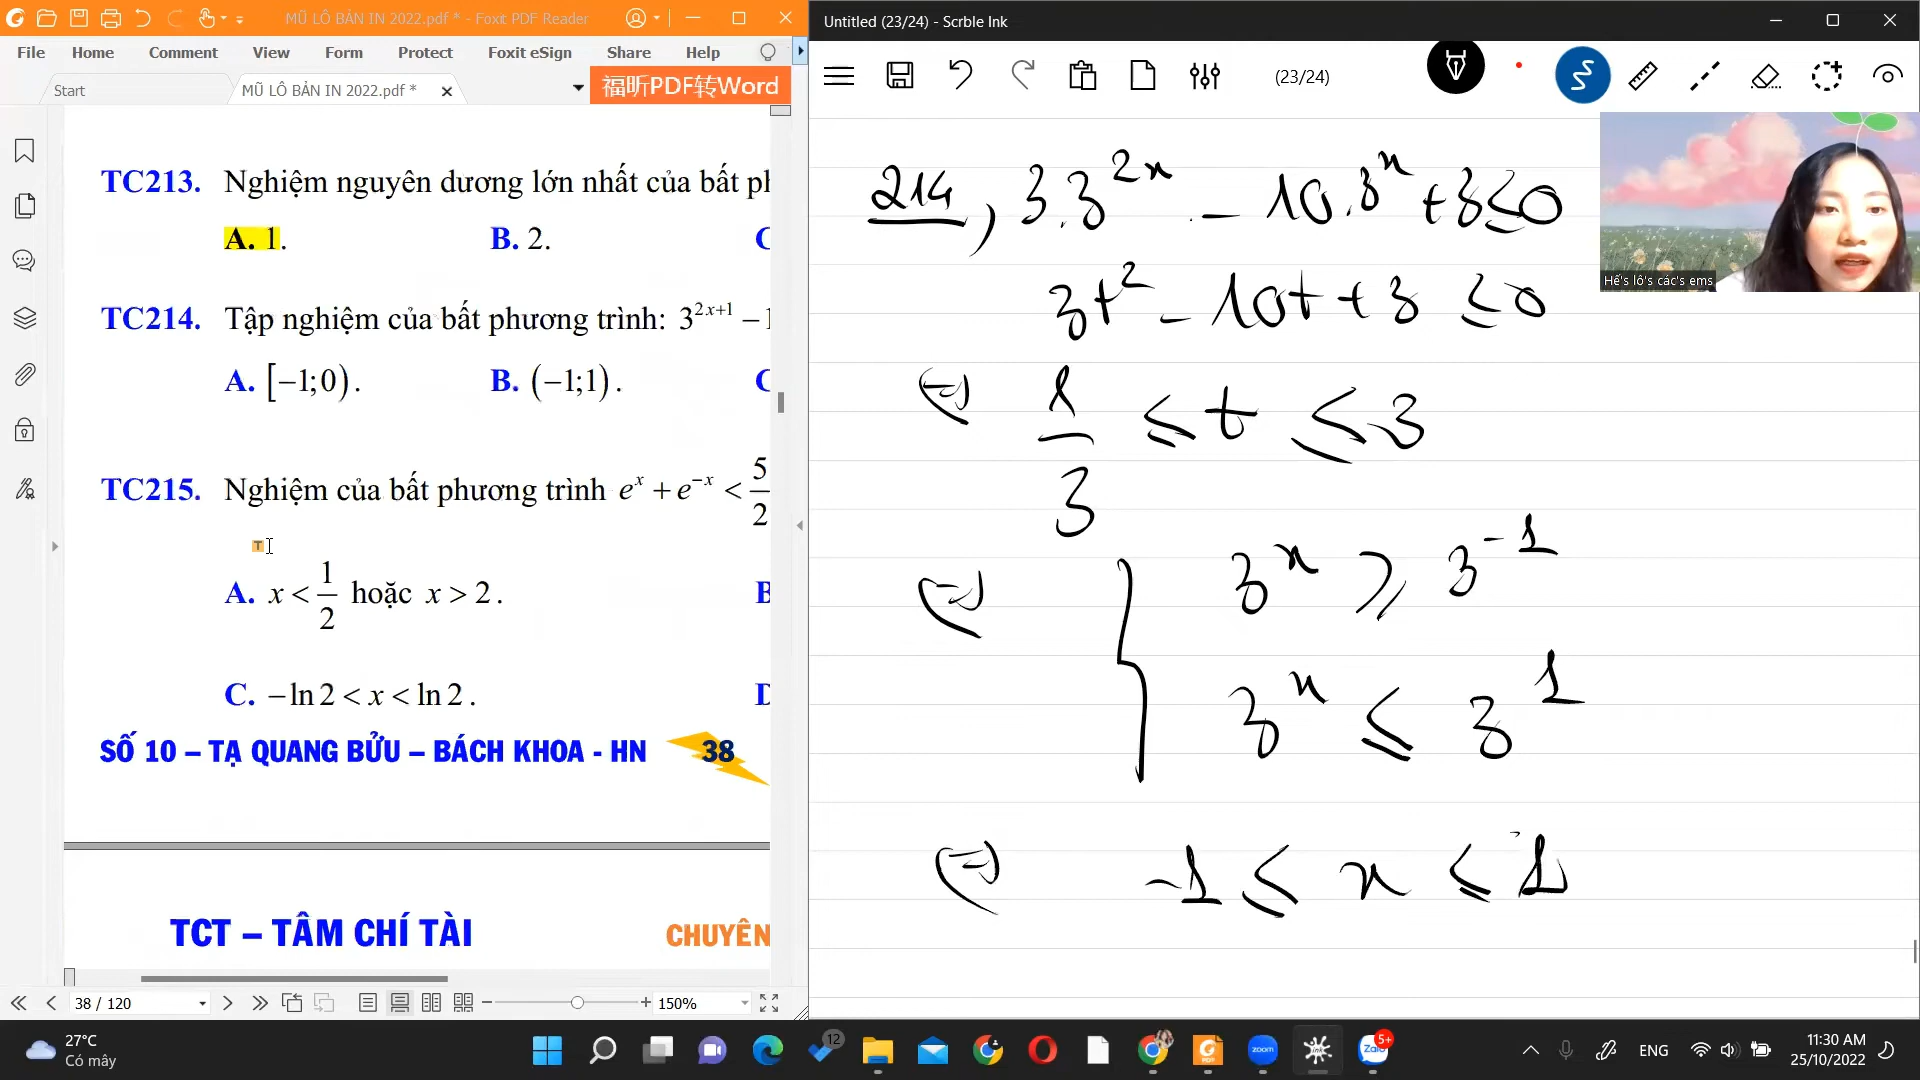 MŨ LÔ BẢN IN 2022.pdf * - Foxit PDF Reader
File Home Comment View Form Protect Foxit eSign Share Help
Start
MŨ LÔ BẢN IN 2022.pdf *
福昕PDF转Word
TC213. Nghiệm nguyên dương lớn nhất của bất ph
A. 1.
B. 2.
C
TC214. Tập nghiệm của bất phương trình: 3^{2x+1} − 1
A. [−1;0).
B. (−1;1).
C
TC215. Nghiệm của bất phương trình e^x + e^{−x} < 5/2
T
A. x < 1/2 hoặc x > 2.
B
C. −ln 2 < x < ln 2.
D
SỐ 10 – TẠ QUANG BỬU – BÁCH KHOA - HN 38
TCT – TÂM CHÍ TÀI
CHUYÊN
38 / 120
150%
Untitled (23/24) - Scrble Ink
(23/24)
Hế's lô's các's ems
214, 3.3^{2x} − 10.3^x + 3 ≤ 0
3t^2 − 10t + 3 ≤ 0
(=) 1/3 ≤ t ≤ 3
(=) { 3^x ≥ 3^{-1}
3^x ≤ 3^1
(=) -1 ≤ x ≤ 1
27°C
Có mây
12
zoom
Zalo
5+
ENG
11:30 AM
25/10/2022